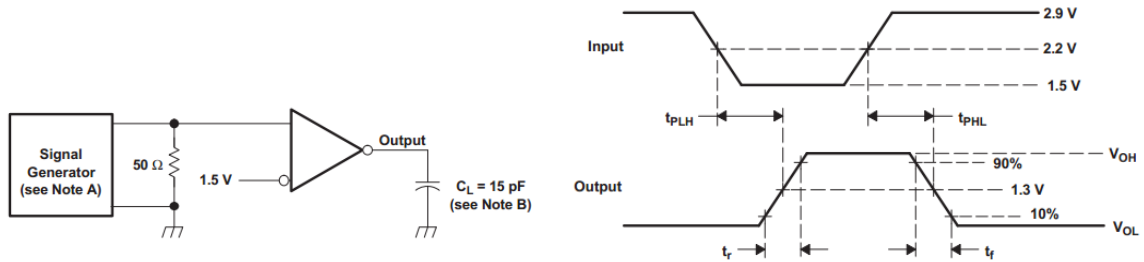 Signal
Generator
(see Note A)
50 Ω
1.5 V
Output
C_L = 15 pF
(see Note B)
Input
2.9 V
2.2 V
1.5 V
t_PLH
t_PHL
Output
V_OH
90%
1.3 V
10%
V_OL
t_r
t_f